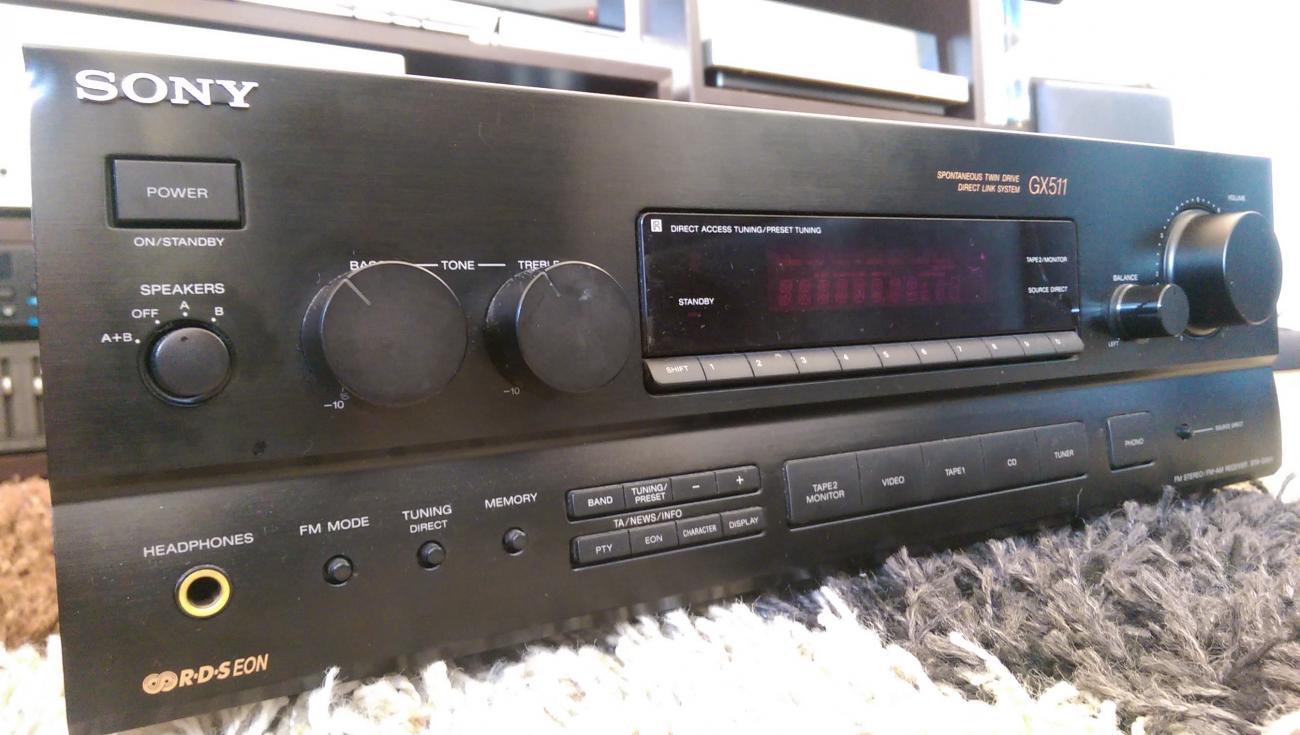 SONY
POWER
ON/STANDBY
SPEAKERS
OFF A B
A+B
BASS TONE TREBLE
-10 -10
SPONTANEOUS TWIN DRIVE
DIRECT LINK SYSTEM GX511
R DIRECT ACCESS TUNING/PRESET TUNING
TAPE2/MONITOR
STANDBY
SOURCE DIRECT
SHIFT 1 2 3 4 5 6 7 8 9 0
VOLUME
BALANCE
LEFT
HEADPHONES
FM MODE
TUNING
DIRECT
MEMORY
BAND TUNING/
PRESET - +
TA/NEWS/INFO
PTY EON CHARACTER DISPLAY
TAPE2
MONITOR VIDEO TAPE1 CD TUNER
PHONO
SOURCE DIRECT
FM STEREO/FM-AM RECEIVER
R·D·S EON